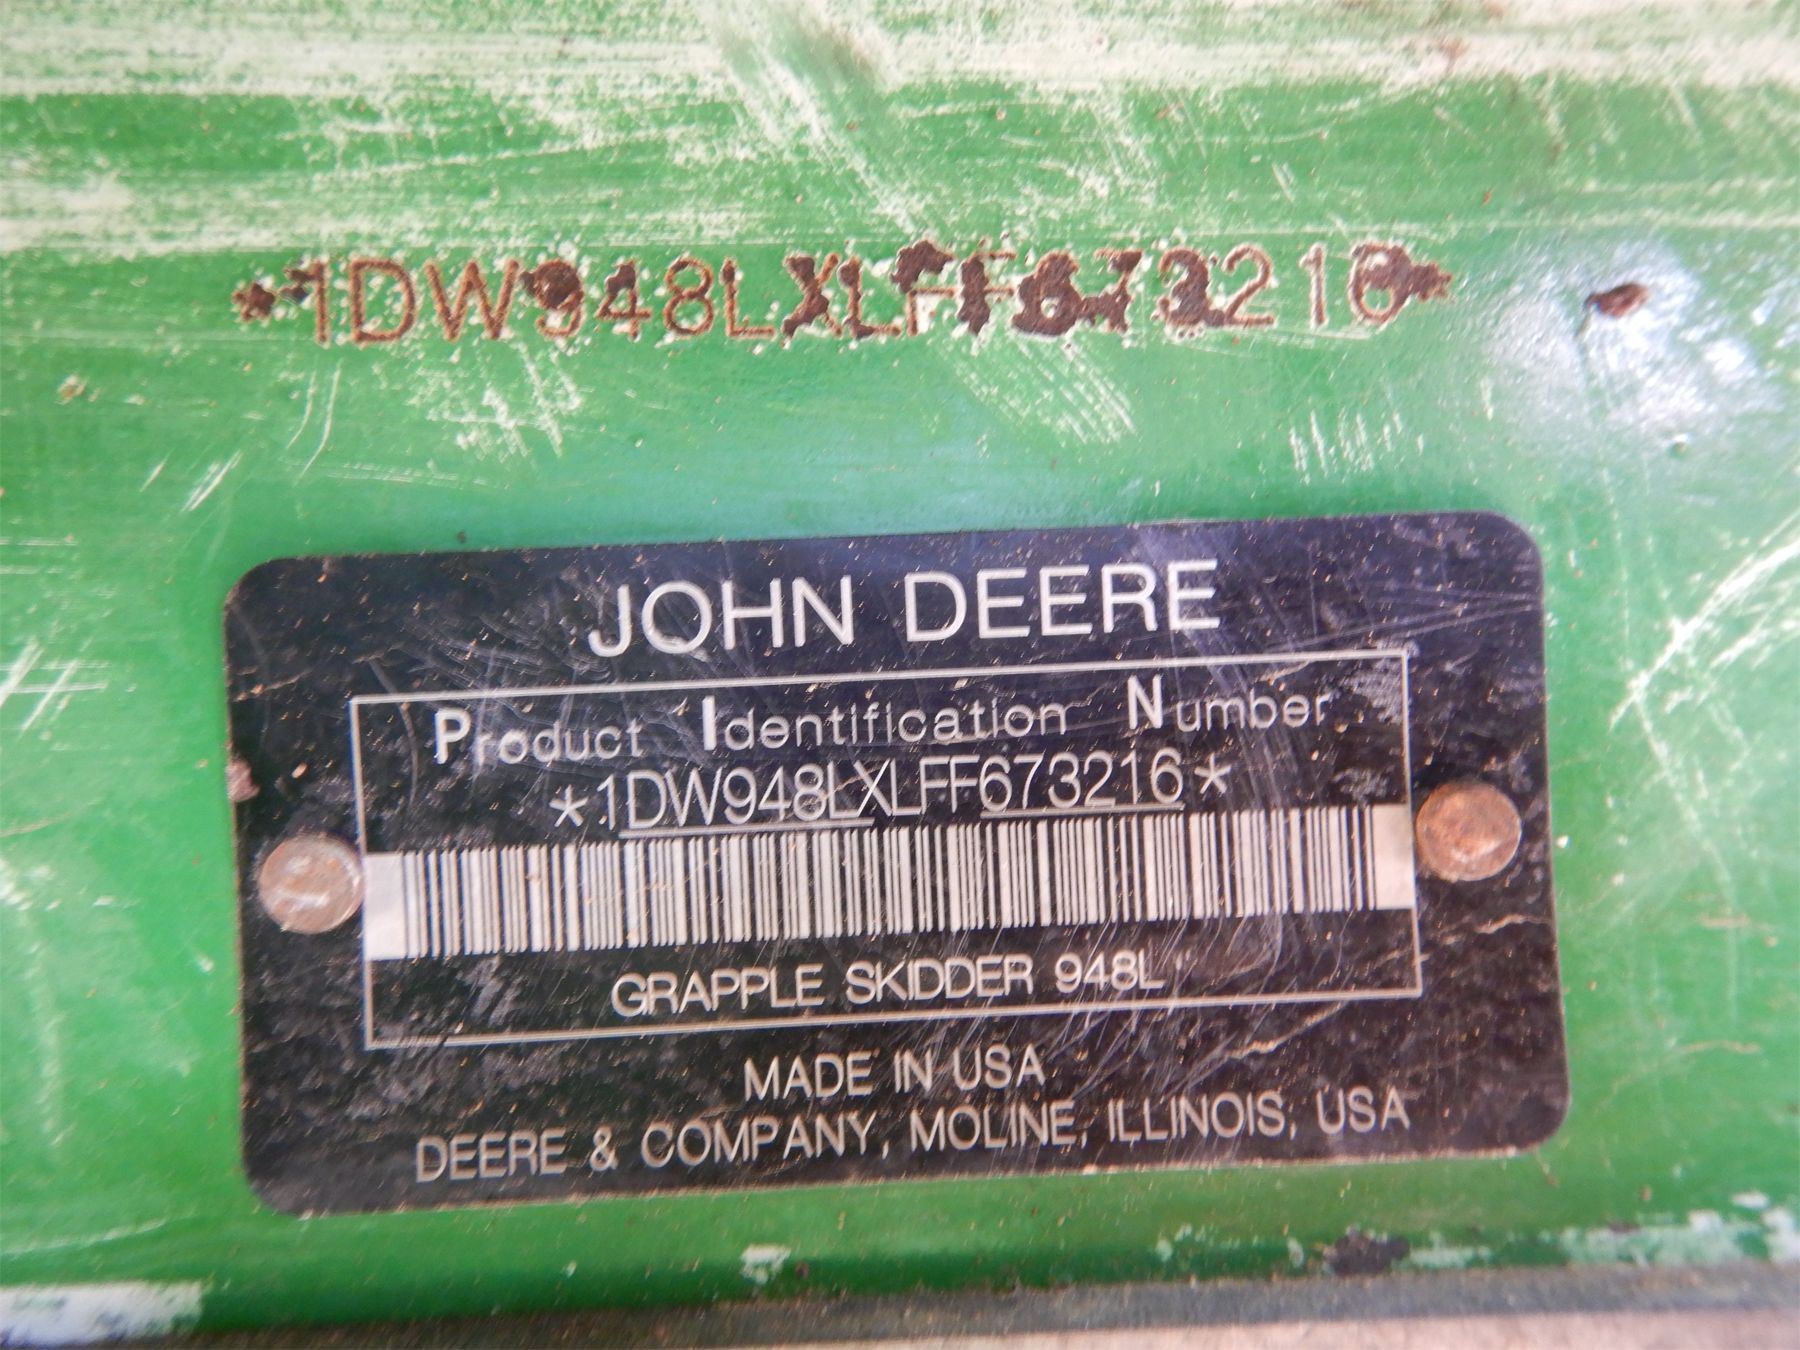 *1DW948LXLFF673216*
JOHN DEERE
Product Identification Number
*1DW948LXLFF673216*
GRAPPLE SKIDDER 948L
MADE IN USA
DEERE & COMPANY, MOLINE, ILLINOIS, USA